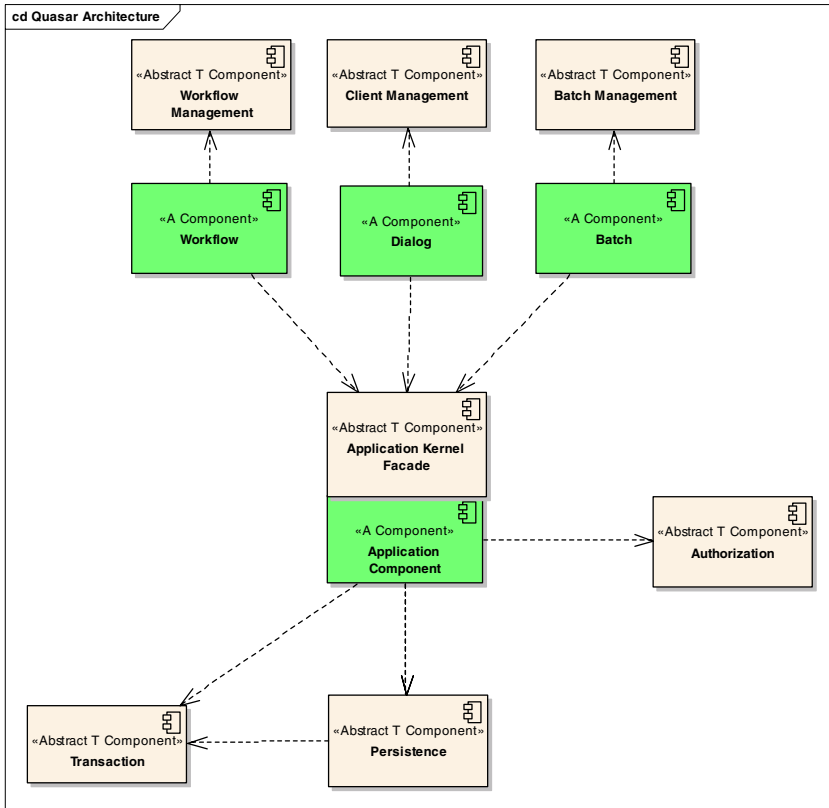 cd Quasar Architecture
«Abstract T Component»
Workflow
Management
«Abstract T Component»
Client Management
«Abstract T Component»
Batch Management
«A Component»
Workflow
«A Component»
Dialog
«A Component»
Batch
«Abstract T Component»
Application Kernel
Facade
«A Component»
Application
Component
«Abstract T Component»
Authorization
«Abstract T Component»
Transaction
«Abstract T Component»
Persistence